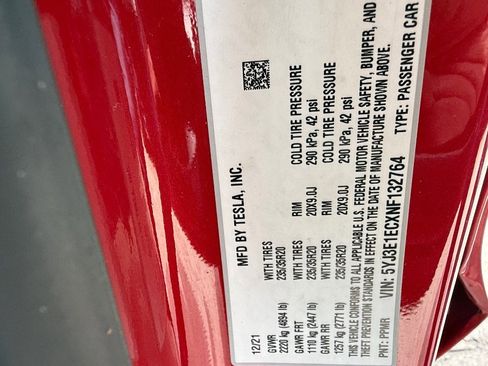 MFD BY TESLA, INC.
12/21
GVWR WITH TIRES RIM COLD TIRE PRESSURE
2220 kg (4894 lb) 235/35R20 20X9.0J 290 kPa, 42 psi
GAWR FRT WITH TIRES RIM COLD TIRE PRESSURE
1110 kg (2447 lb) 235/35R20 20X9.0J 290 kPa, 42 psi
GAWR RR
1257 kg (2771 lb)
THIS VEHICLE CONFORMS TO ALL APPLICABLE U.S. FEDERAL MOTOR VEHICLE SAFETY, BUMPER, AND
THEFT PREVENTION STANDARDS IN EFFECT ON THE DATE OF MANUFACTURE SHOWN ABOVE.
VIN: 5YJ3E1ECXNF132764
PNT: PPMR TYPE: PASSENGER CAR